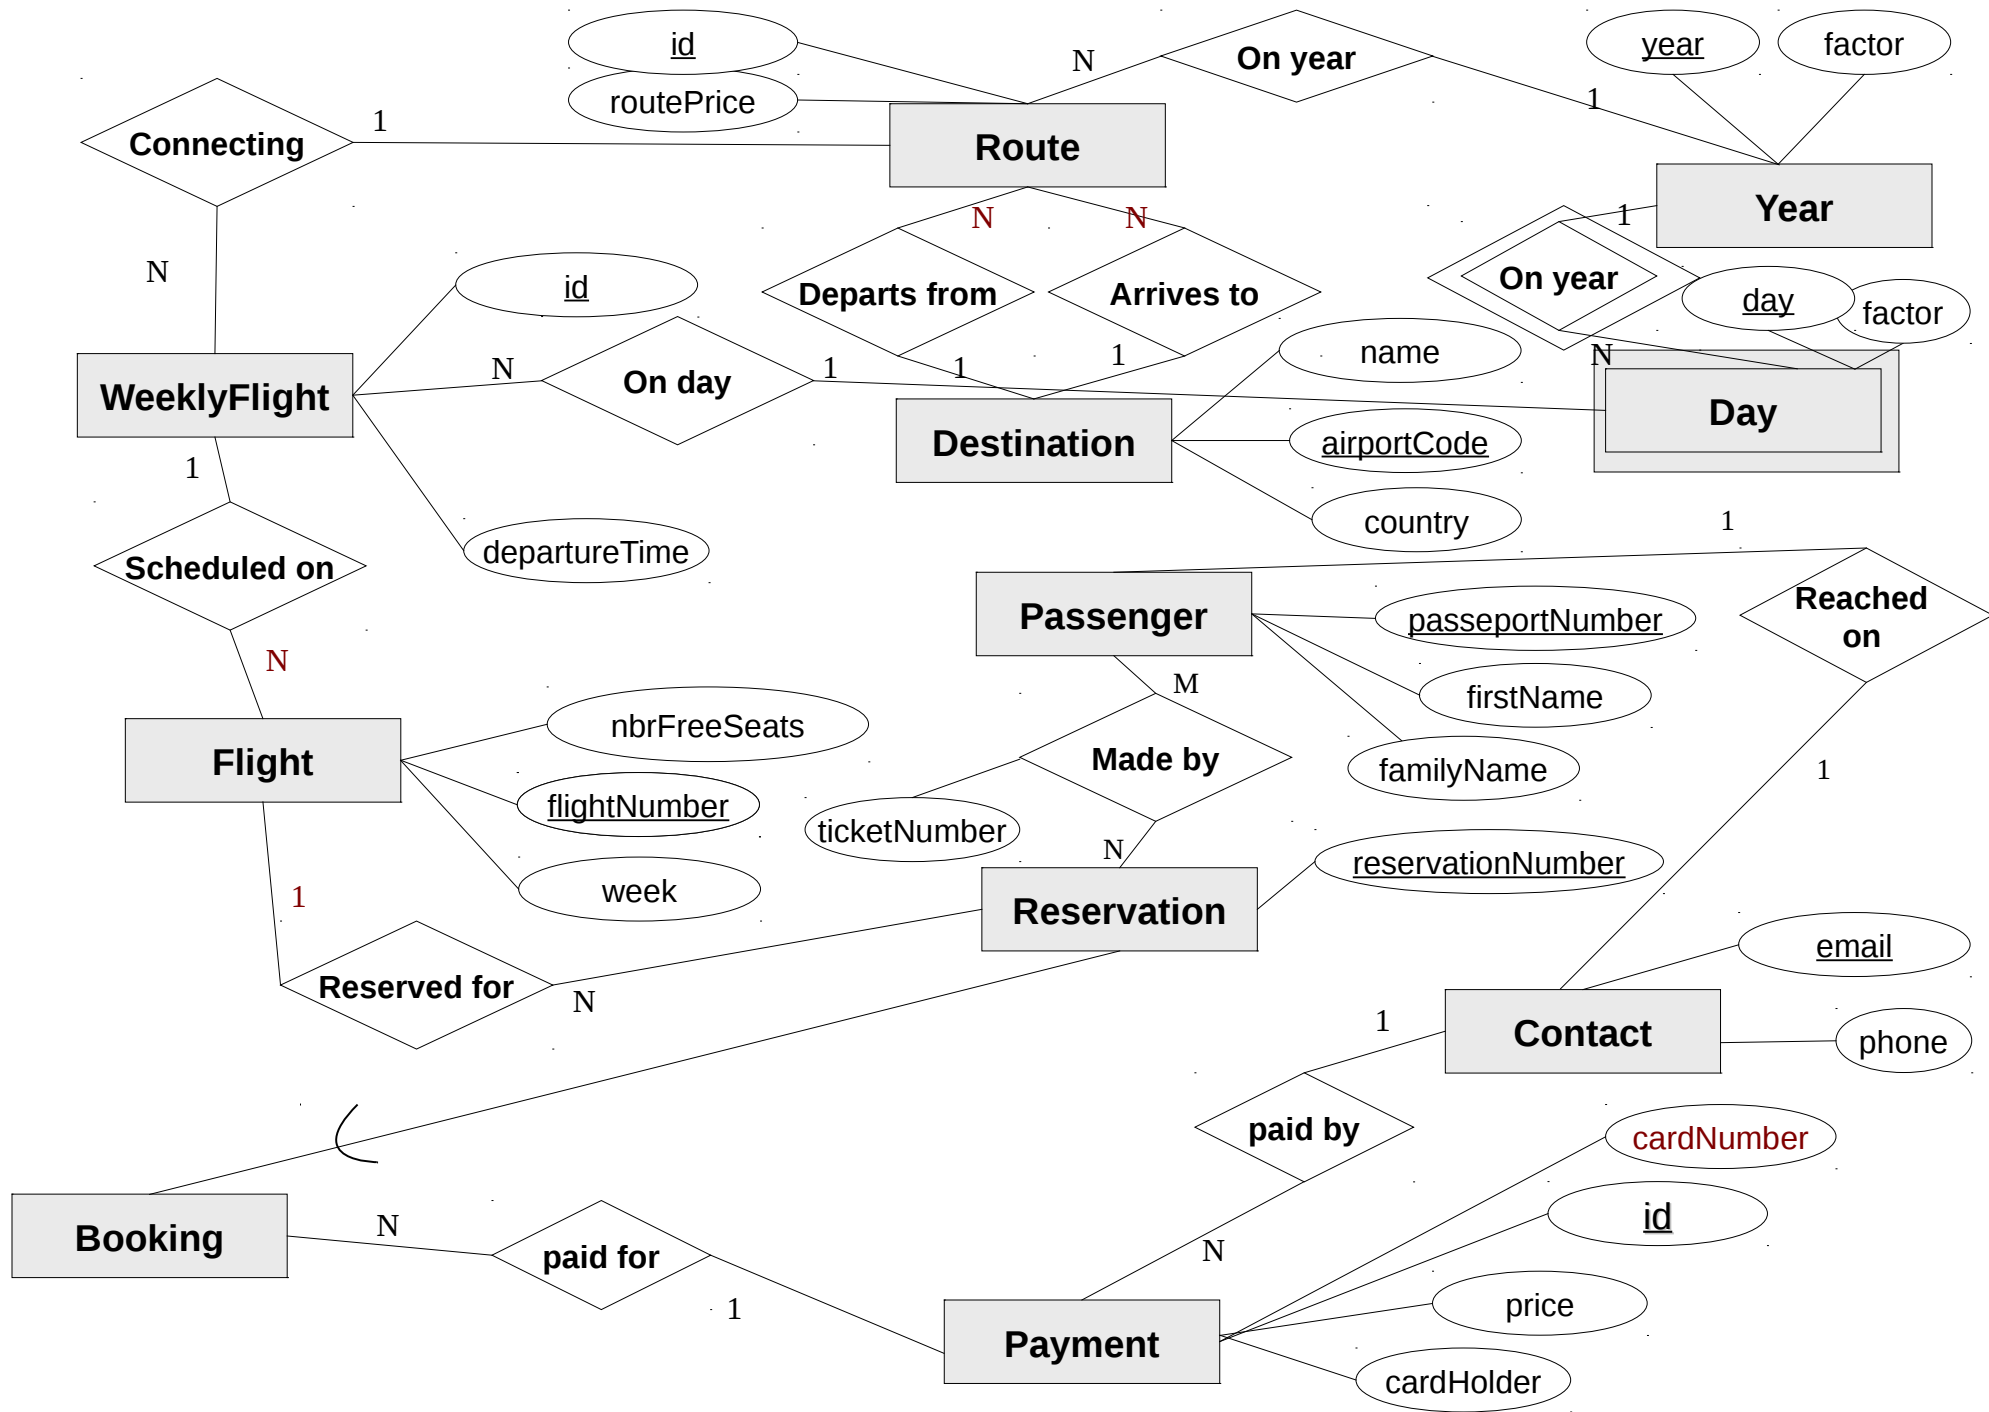 id
year
factor
routePrice
N
On year
1
1
Connecting
Route
Year
N
N
1
N
id
Departs from
Arrives to
On year
day
factor
name
N
N
1
1
1
On day
WeeklyFlight
Day
Destination
airportCode
1
country
1
departureTime
Scheduled on
Reached
on
Passenger
passeportNumber
N
M
firstName
nbrFreeSeats
Flight
Made by
familyName
1
flightNumber
ticketNumber
N
reservationNumber
1
week
Reservation
email
Reserved for
N
1
Contact
phone
paid by
cardNumber
id
Booking
N
paid for
N
1
price
Payment
cardHolder